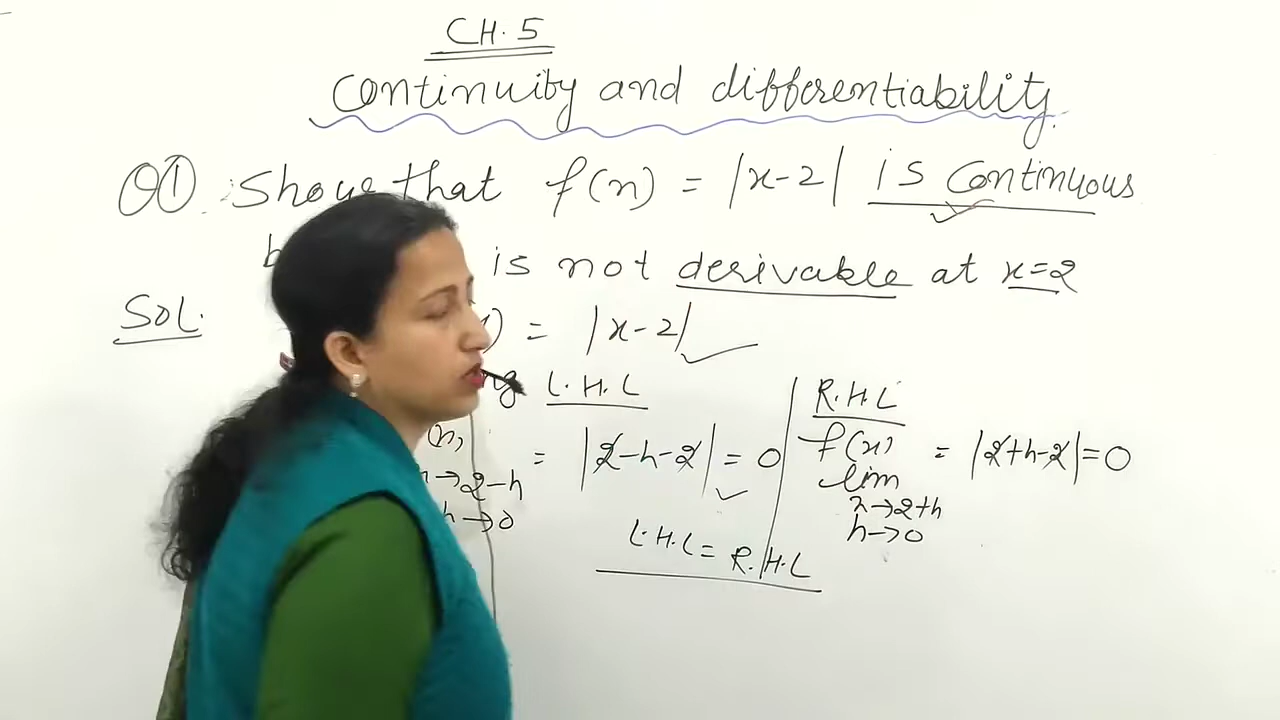 CH. 5
Continuity and differentiability.
Q1. Show that f(x) = |x-2| is continuous
is not derivable at x=2
Sol. = |x-2|
L.H.L
R.H.L
= |2-h-2| = 0
→2-h
h→0
f(x) = |2+h-2| = 0
lim
x→2+h
h→0
L.H.L = R.H.L